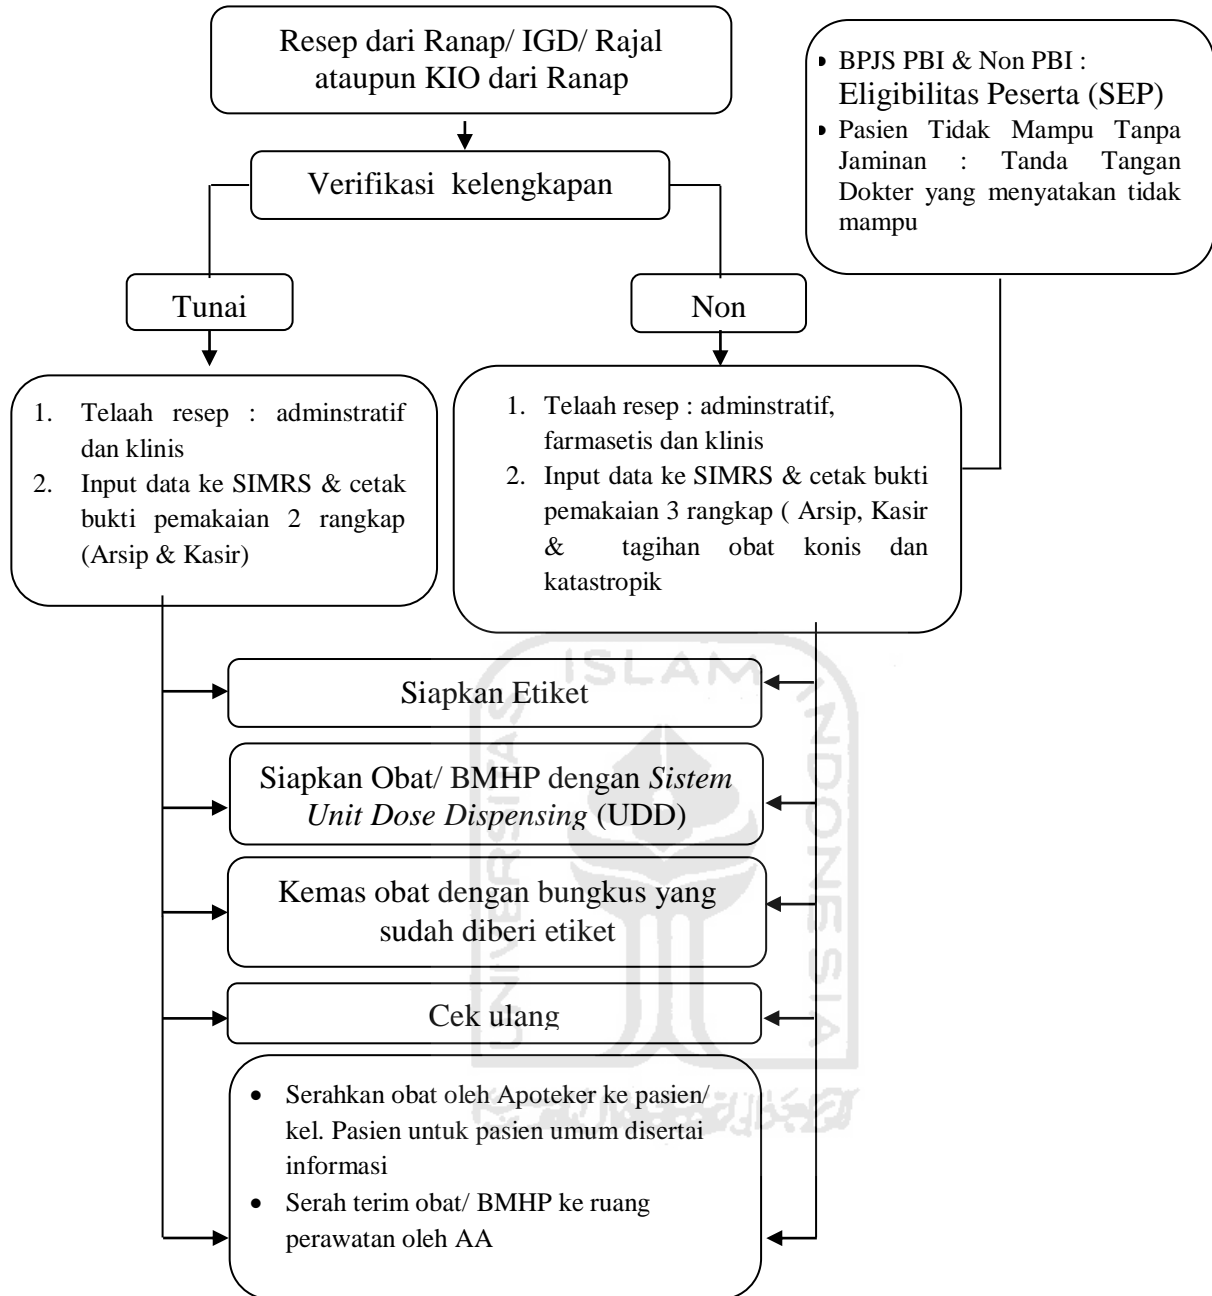 Resep dari Ranap/ IGD/ Rajal
ataupun KIO dari Ranap
• BPJS PBI & Non PBI :
Eligibilitas Peserta (SEP)
• Pasien Tidak Mampu Tanpa
Jaminan : Tanda Tangan
Dokter yang menyatakan tidak
mampu
Verifikasi kelengkapan
Tunai
Non
1. Telaah resep : adminstratif
dan klinis
2. Input data ke SIMRS & cetak
bukti pemakaian 2 rangkap
(Arsip & Kasir)
1. Telaah resep : adminstratif,
farmasetis dan klinis
2. Input data ke SIMRS & cetak bukti
pemakaian 3 rangkap ( Arsip, Kasir
& tagihan obat konis dan
katastropik
Siapkan Etiket
Siapkan Obat/ BMHP dengan Sistem
Unit Dose Dispensing (UDD)
Kemas obat dengan bungkus yang
sudah diberi etiket
Cek ulang
• Serahkan obat oleh Apoteker ke pasien/
kel. Pasien untuk pasien umum disertai
informasi
• Serah terim obat/ BMHP ke ruang
perawatan oleh AA
UNIVERSITAS
ISLAM
INDONESIA